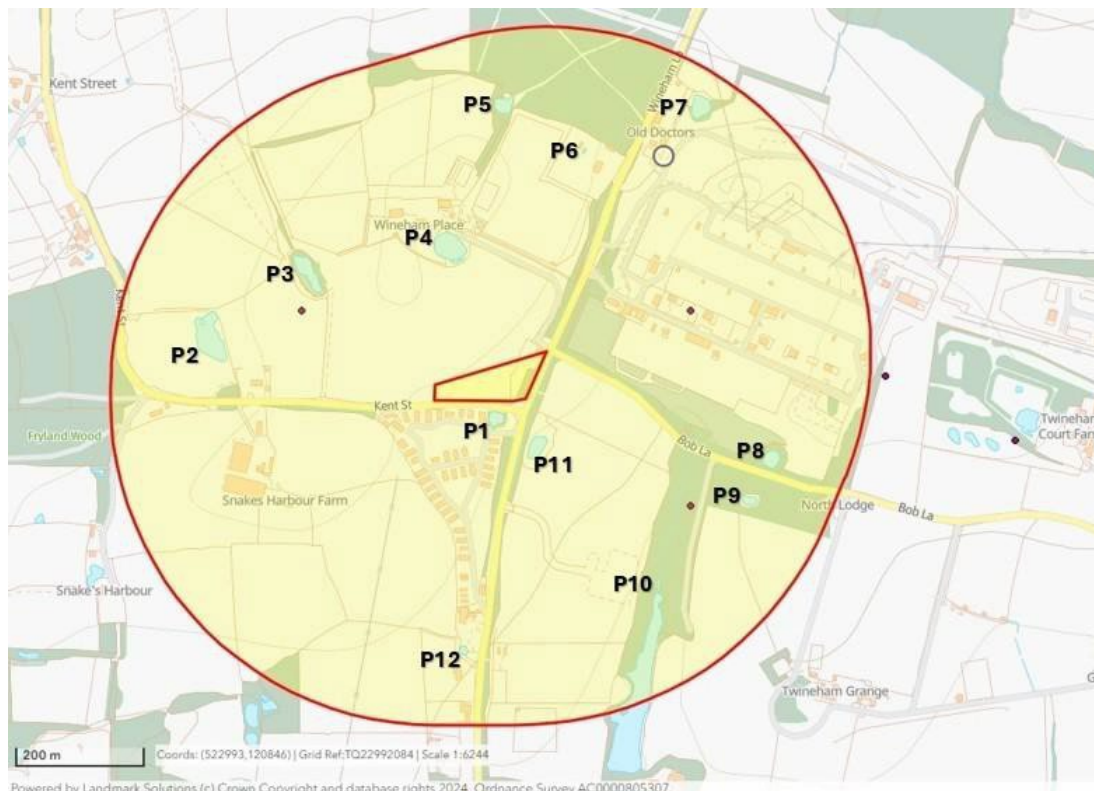 Kent Street
P5
P7
Wineham L
Old Doctors
P6
Wineham Place
P4
P3
Kent St
P2
Kent St
P1
Fryland Wood
Twineham
Court Farm
Bob La
P8
P11
Snakes Harbour Farm
P9
North Lodge
Bob La
Snake's Harbour
P10
P12
Twineham Grange
G
200 m
Coords: (522993,120846) | Grid Ref:TQ22992084 | Scale 1:6244
Powered by Landmark Solutions (c) Crown Copyright and database rights 2024. Ordnance Survey AC0000805307